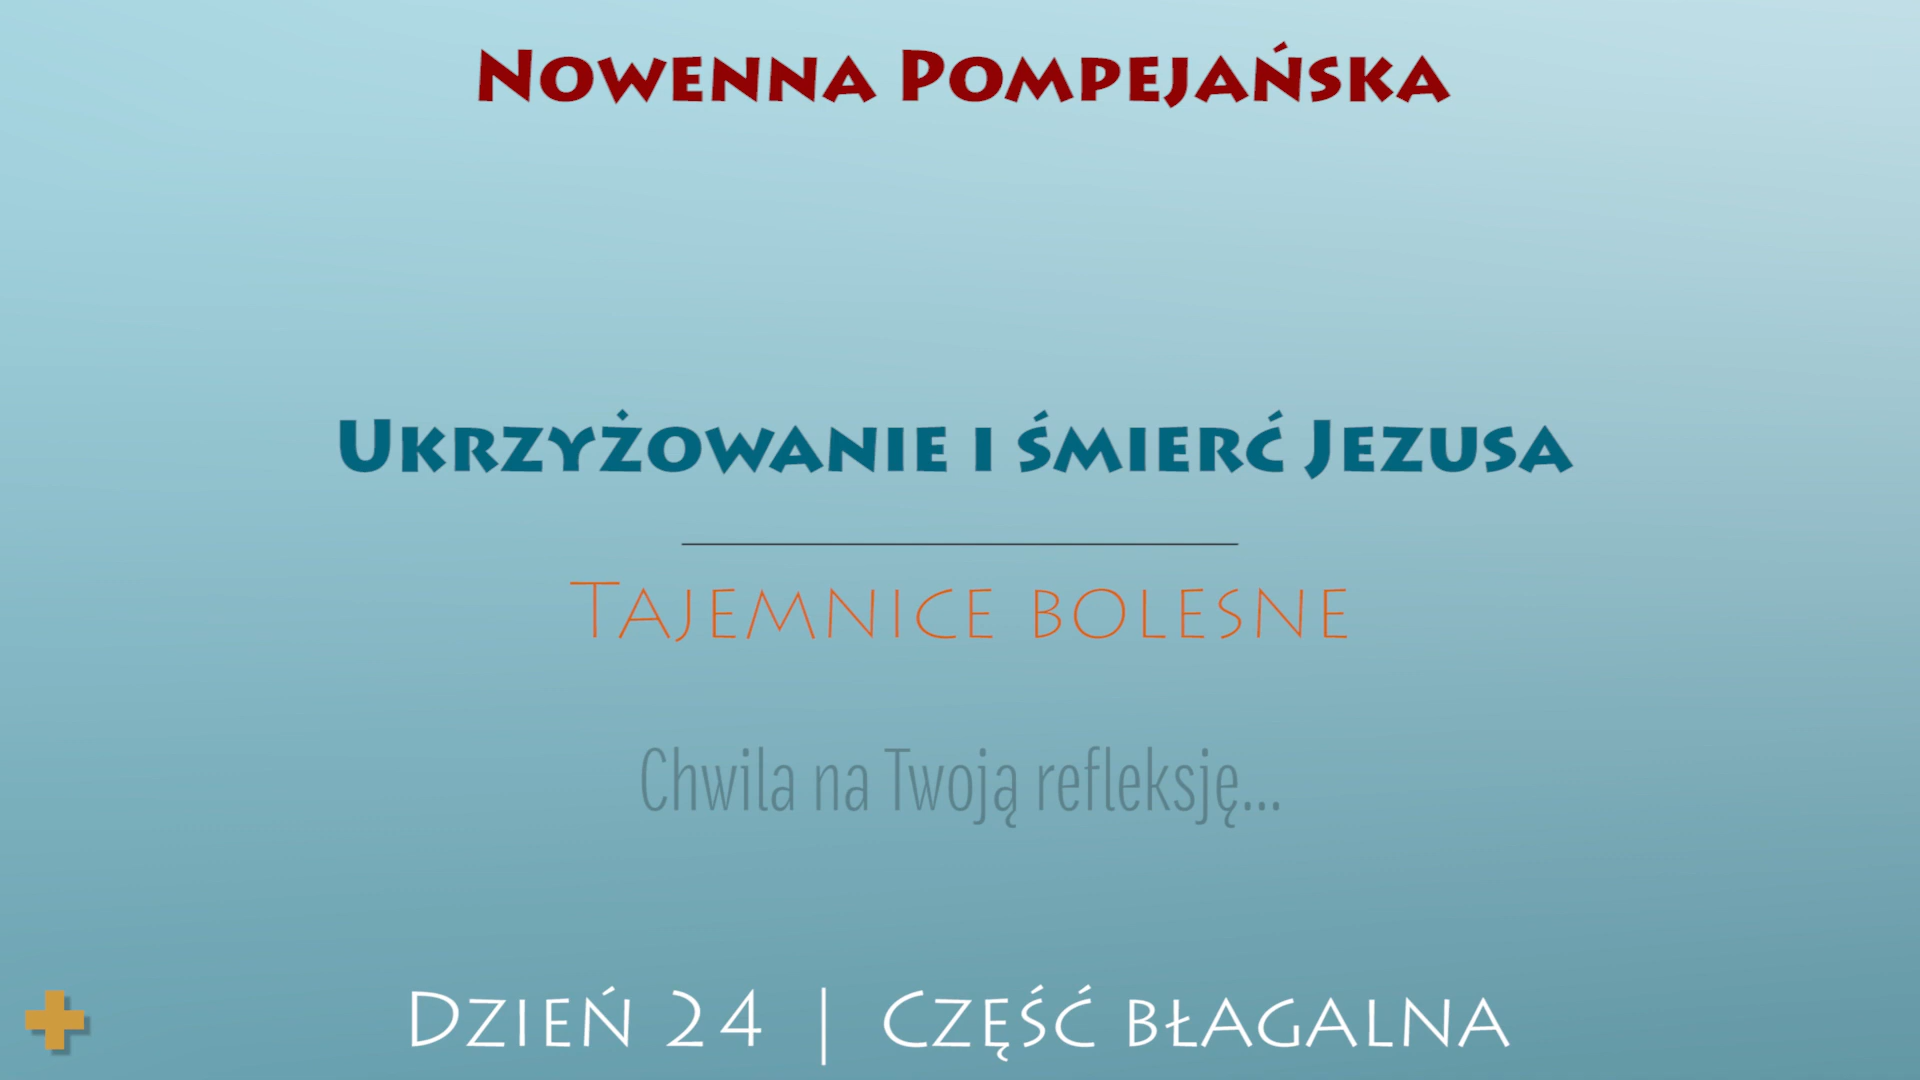 Nowenna Pompejańska
Ukrzyżowanie i śmierć Jezusa
Tajemnice bolesne
Chwila na Twoją refleksję...
Dzień 24 | Część błagalna